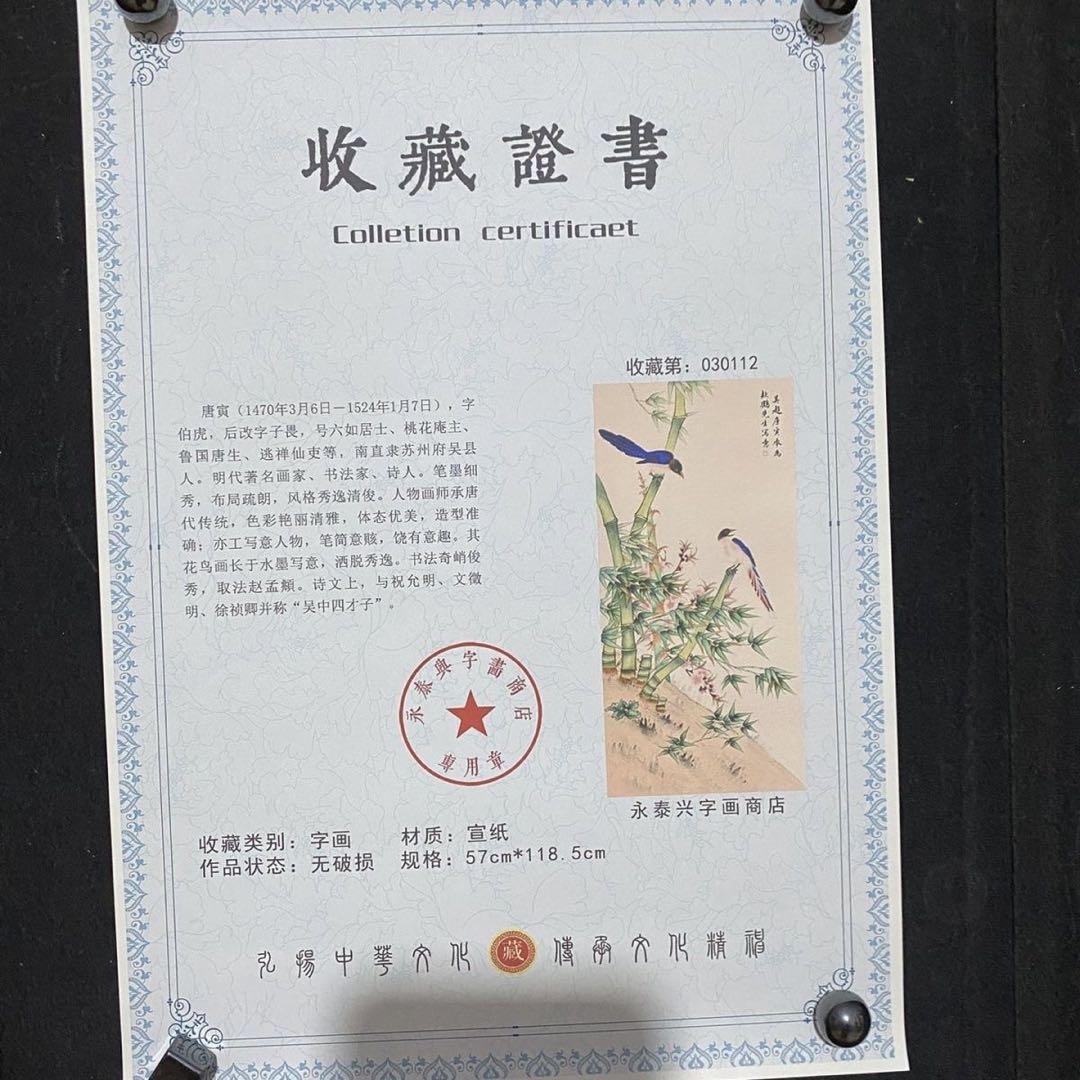 收藏證書
Colletion certificaet
收藏第：030112
唐寅（1470年3月6日－1524年1月7日），字
伯虎，后改字子畏，号六如居士、桃花庵主、
鲁国唐生、逃禅仙吏等，南直隶苏州府吴县
人。明代著名画家、书法家、诗人。笔墨细
秀，布局疏朗，风格秀逸清俊。人物画师承唐
代传统，色彩艳丽清雅，体态优美，造型准
确；亦工写意人物，笔简意赅，饶有意趣。其
花鸟画长于水墨写意，洒脱秀逸。书法奇峭俊
秀，取法赵孟頫。诗文上，与祝允明、文徵
明、徐祯卿并称“吴中四才子”。
吴趋唐寅
先生写意
永泰興字畵商店
專用章
永泰兴字画商店
收藏类别：字画 材质：宣纸
作品状态：无破损 规格：57cm*118.5cm
弘揚中華文化 藏 傳承文化精神